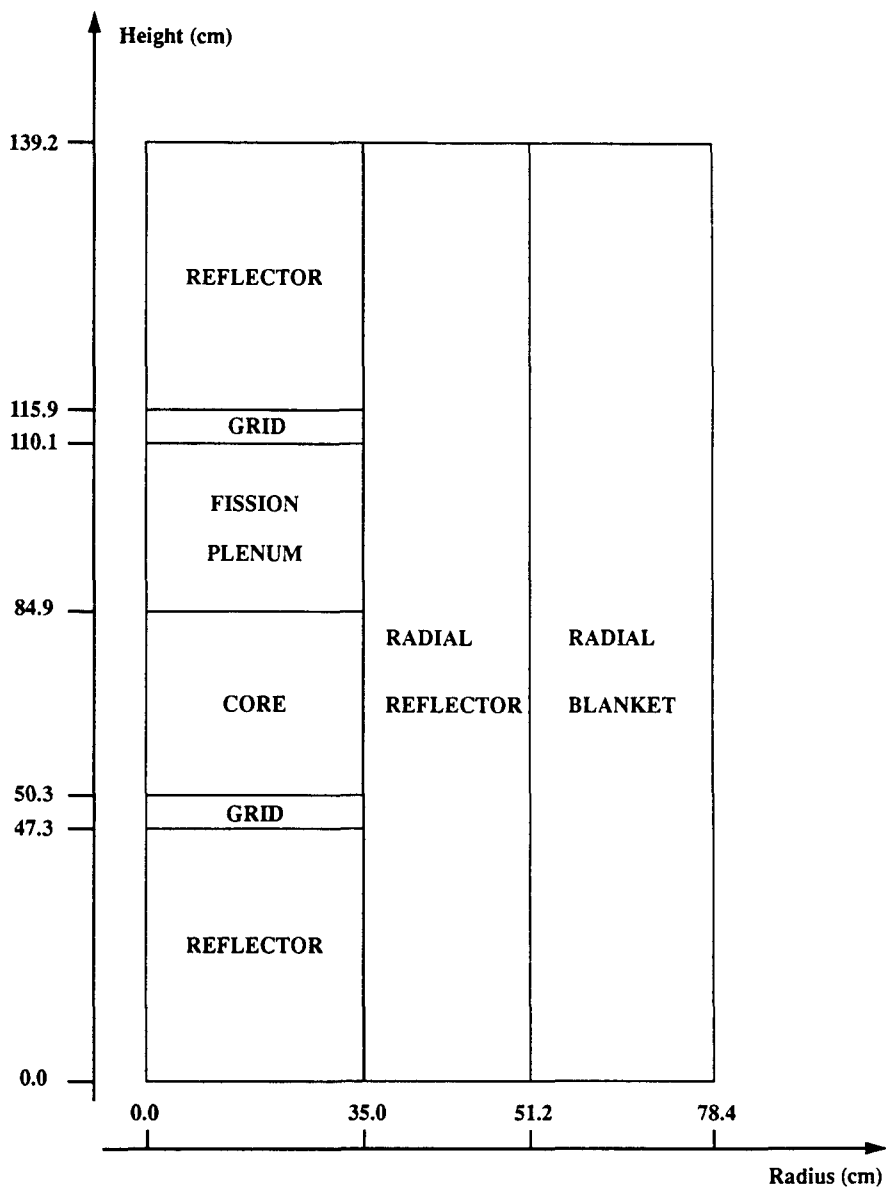 Height (cm)
139.2
REFLECTOR
115.9
GRID
110.1
FISSION
PLENUM
84.9
RADIAL
RADIAL
CORE
REFLECTOR
BLANKET
50.3
GRID
47.3
REFLECTOR
0.0
0.0
35.0
51.2
78.4
Radius (cm)